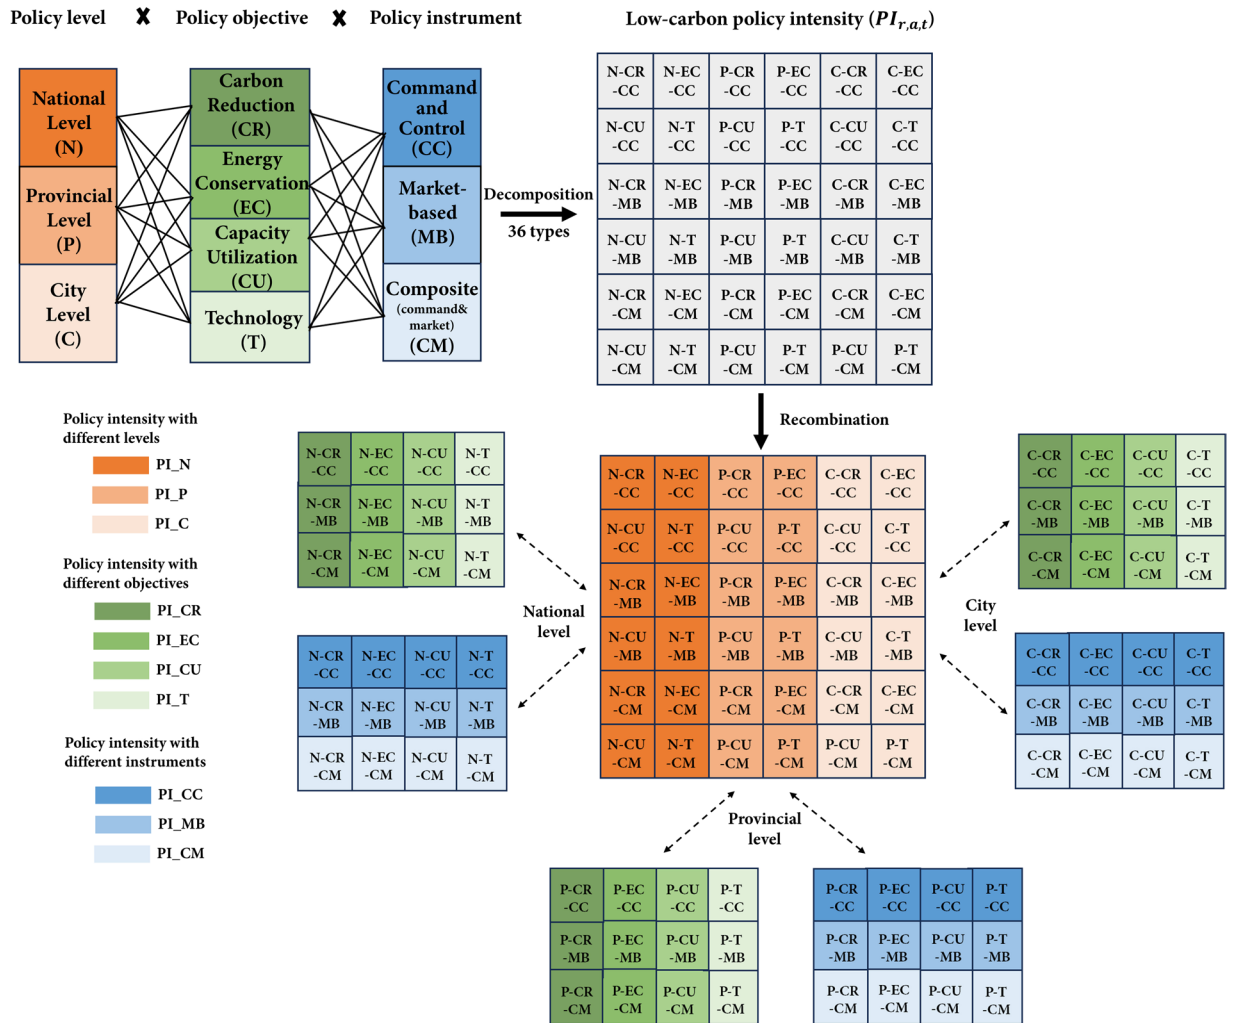 Policy level ✖ Policy objective ✖ Policy instrument
Low-carbon policy intensity (PI_{r,a,t})
National
Level
(N)
Provincial
Level
(P)
City
Level
(C)
Carbon
Reduction
(CR)
Energy
Conservation
(EC)
Capacity
Utilization
(CU)
Technology
(T)
Command
and
Control
(CC)
Market-
based
(MB)
Composite
(command&
market)
(CM)
Decomposition
36 types
N-CR N-EC P-CR P-EC C-CR C-EC
-CC -CC -CC -CC -CC -CC
N-CU N-T P-CU P-T C-CU C-T
-CC -CC -CC -CC -CC -CC
N-CR N-EC P-CR P-EC C-CR C-EC
-MB -MB -MB -MB -MB -MB
N-CU N-T P-CU P-T C-CU C-T
-MB -MB -MB -MB -MB -MB
N-CR N-EC P-CR P-EC C-CR C-EC
-CM -CM -CM -CM -CM -CM
N-CU N-T P-CU P-T P-CU P-T
-CM -CM -CM -CM -CM -CM
Recombination
Policy intensity with
different levels
PI_N
PI_P
PI_C
Policy intensity with
different objectives
PI_CR
PI_EC
PI_CU
PI_T
Policy intensity with
different instruments
PI_CC
PI_MB
PI_CM
N-CR N-EC N-CU N-T
-CC -CC -CC -CC
N-CR N-EC N-CU N-T
-MB -MB -MB -MB
N-CR N-EC N-CU N-T
-CM -CM -CM -CM
N-CR N-EC N-CU N-T
-CC -CC -CC -CC
N-CR N-EC N-CU N-T
-MB -MB -MB -MB
N-CR N-EC N-CU N-T
-CM -CM -CM -CM
National
level
N-CR N-EC P-CR P-EC C-CR C-EC
-CC -CC -CC -CC -CC -CC
N-CU N-T P-CU P-T C-CU C-T
-CC -CC -CC -CC -CC -CC
N-CR N-EC P-CR P-EC C-CR C-EC
-MB -MB -MB -MB -MB -MB
N-CU N-T P-CU P-T C-CU C-T
-MB -MB -MB -MB -MB -MB
N-CR N-EC P-CR P-EC C-CR C-EC
-CM -CM -CM -CM -CM -CM
N-CU N-T P-CU P-T P-CU P-T
-CM -CM -CM -CM -CM -CM
City
level
C-CR C-EC C-CU C-T
-CC -CC -CC -CC
C-CR C-EC C-CU C-T
-MB -MB -MB -MB
C-CR C-EC C-CU C-T
-CM -CM -CM -CM
C-CR C-EC C-CU C-T
-CC -CC -CC -CC
C-CR C-EC C-CU C-T
-MB -MB -MB -MB
C-CR C-EC C-CU C-T
-CM -CM -CM -CM
Provincial
level
P-CR P-EC P-CU P-T
-CC -CC -CC -CC
P-CR P-EC P-CU P-T
-MB -MB -MB -MB
P-CR P-EC P-CU P-T
-CM -CM -CM -CM
P-CR P-EC P-CU P-T
-CC -CC -CC -CC
P-CR P-EC P-CU P-T
-MB -MB -MB -MB
P-CR P-EC P-CU P-T
-CM -CM -CM -CM